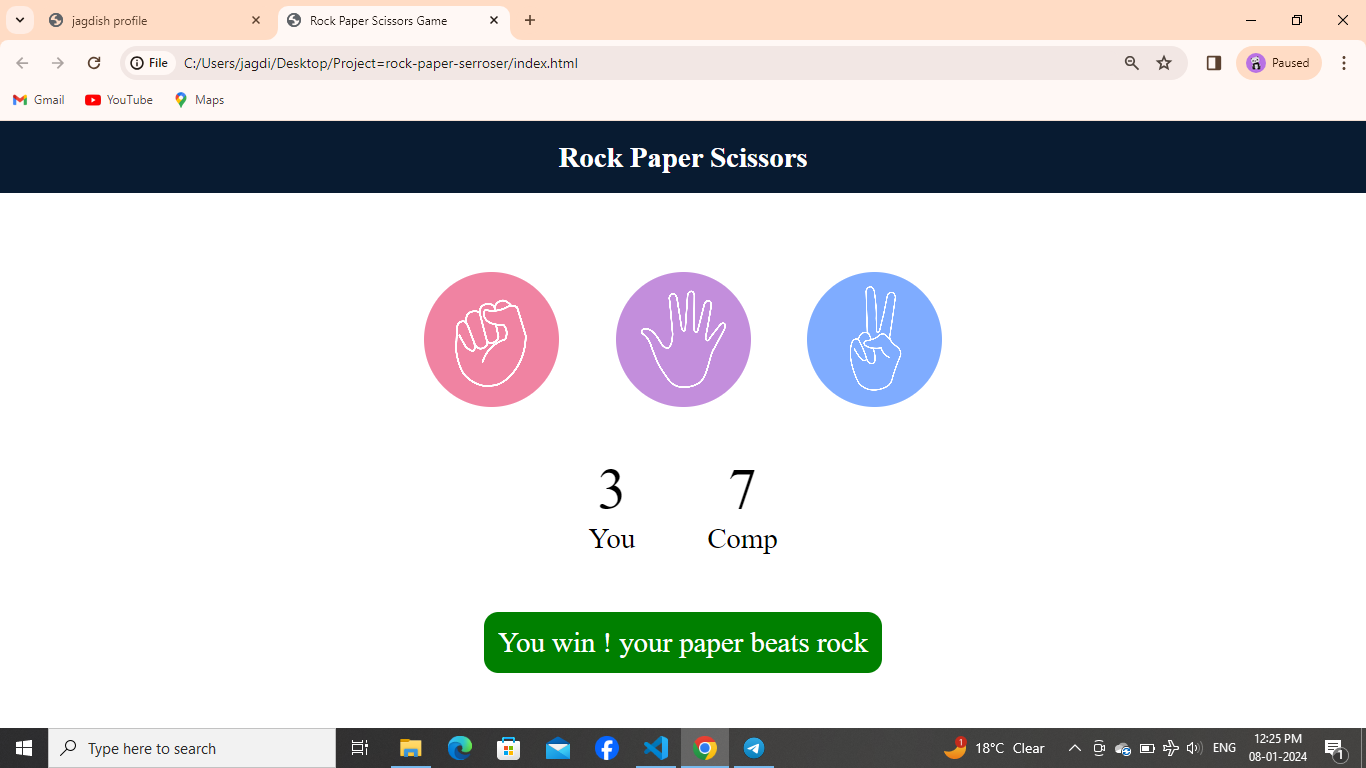 jagdish profile
Rock Paper Scissors Game
File
C:/Users/jagdi/Desktop/Project=rock-paper-serroser/index.html
Paused
Gmail
YouTube
Maps
Rock Paper Scissors
3 7
You Comp
You win ! your paper beats rock
Type here to search
1
18°C Clear
ENG
12:25 PM
08-01-2024
1